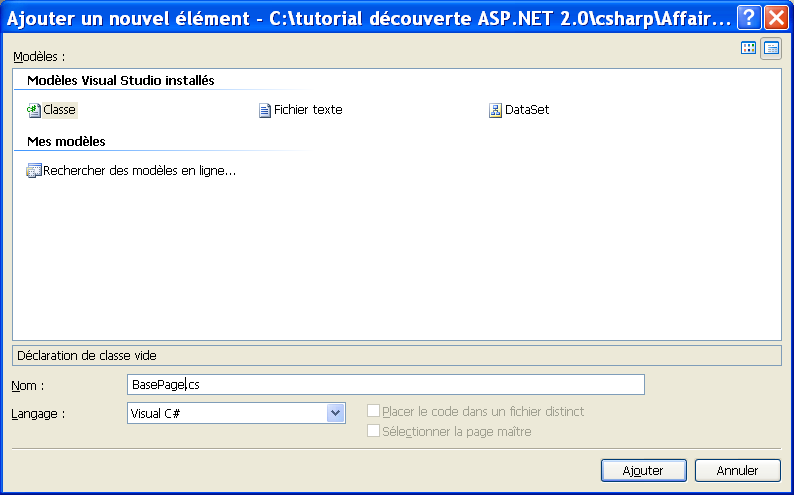 Ajouter un nouvel élément - C:\tutorial découverte ASP.NET 2.0\csharp\Affair...
Modèles :
Modèles Visual Studio installés
Classe
Fichier texte
DataSet
Mes modèles
Rechercher des modèles en ligne...
Déclaration de classe vide
Nom :
BasePage.cs
Langage :
Visual C#
Placer le code dans un fichier distinct
Sélectionner la page maître
Ajouter
Annuler